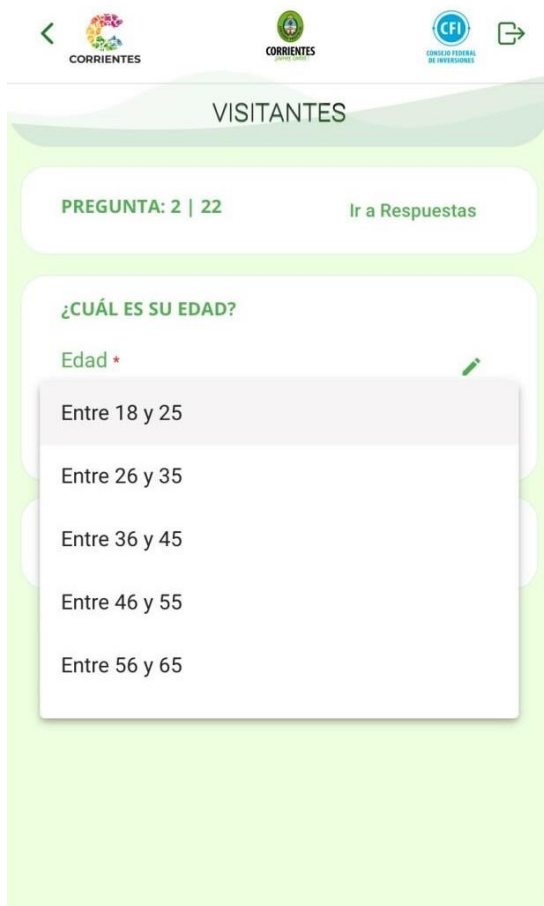 CORRIENTES
CORRIENTES
CFI
CONSEJO FEDERAL
DE INVERSIONES
VISITANTES
PREGUNTA: 2 | 22
Ir a Respuestas
¿CUÁL ES SU EDAD?
Edad *
Entre 18 y 25
Entre 26 y 35
Entre 36 y 45
Entre 46 y 55
Entre 56 y 65